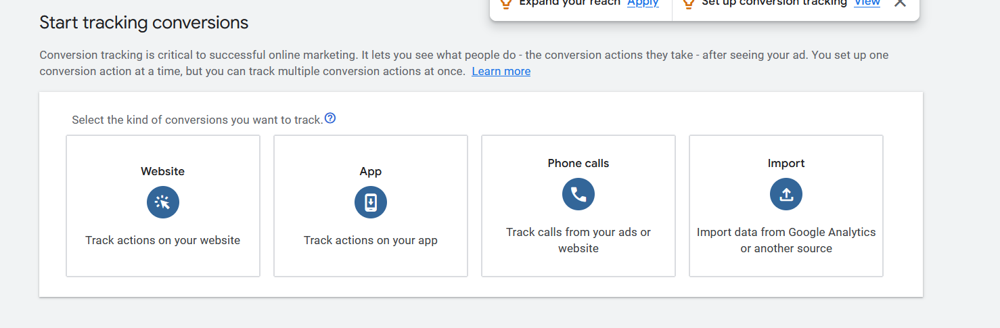 Expand your reach Apply
Set up conversion tracking View
Start tracking conversions
Conversion tracking is critical to successful online marketing. It lets you see what people do - the conversion actions they take - after seeing your ad. You set up one
conversion action at a time, but you can track multiple conversion actions at once. Learn more
Select the kind of conversions you want to track.
Website
Track actions on your website
App
Track actions on your app
Phone calls
Track calls from your ads or
website
Import
Import data from Google Analytics
or another source